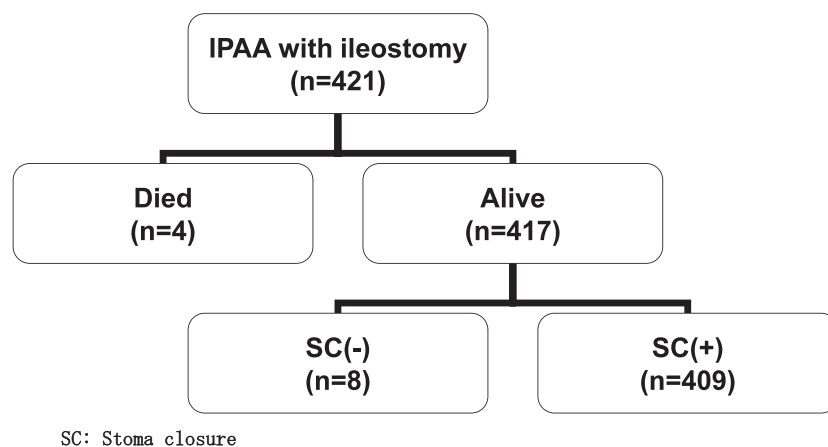 IPAA with ileostomy
(n=421)
Died
(n=4)
Alive
(n=417)
SC(-)
(n=8)
SC(+)
(n=409)
SC: Stoma closure